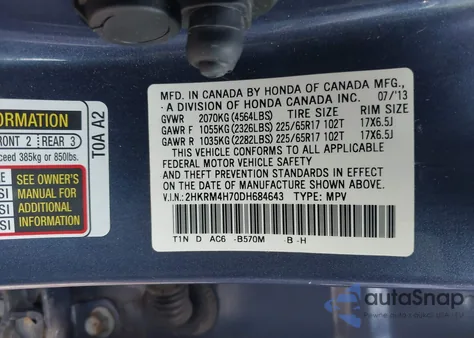 MFD. IN CANADA BY HONDA OF CANADA MFG.,
A DIVISION OF HONDA CANADA INC. 07/'13
GVWR 2070KG (4564LBS) TIRE SIZE RIM SIZE
GAWR F 1055KG (2326LBS) 225/65R17 102T 17X6.5J
GAWR R 1035KG (2282LBS) 225/65R17 102T 17X6.5J
THIS VEHICLE CONFORMS TO ALL APPLICABLE
FEDERAL MOTOR VEHICLE SAFETY
AND THEFT PREVENTION STANDARDS IN EFFECT ON
THE DATE OF MANUFACTURE SHOWN ABOVE.
V.I.N.: 2HKRM4H70DH684643 TYPE: MPV
T1N D AC6 -B570M -B -H
ORMATION
FRONT 2 REAR 3
ceed 385kg or 850lbs.
SEE OWNER'S
MANUAL FOR
ADDITIONAL
INFORMATION
SI
SI
SI
T0A A2
autoSnap